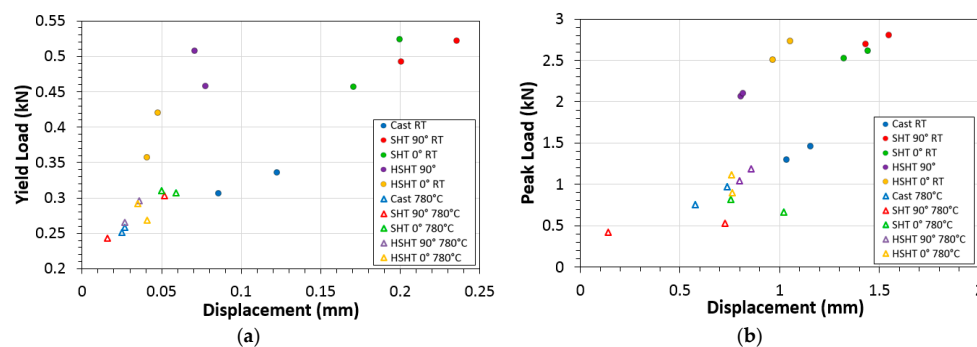 0.55
0.5
0.45
0.4
0.35
0.3
0.25
0.2
Yield Load (kN)
Cast RT
SHT 90° RT
SHT 0° RT
HSHT 90°
HSHT 0° RT
Cast 780°C
SHT 90° 780°C
SHT 0° 780°C
HSHT 90° 780°C
HSHT 0° 780°C
0 0.05 0.1 0.15 0.2 0.25
Displacement (mm)
(a)
3
2.5
2
1.5
1
0.5
0
Peak Load (kN)
Cast RT
SHT 90° RT
SHT 0° RT
HSHT 90°
HSHT 0° RT
Cast 780°C
SHT 90° 780°C
SHT 0° 780°C
HSHT 90° 780°C
HSHT 0° 780°C
0 0.5 1 1.5 2
Displacement (mm)
(b)